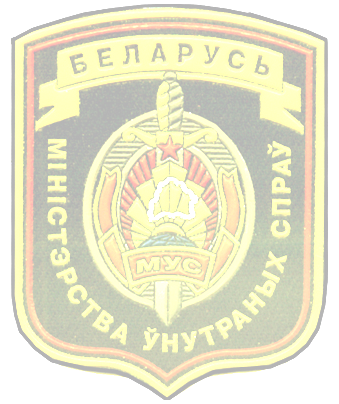 БЕЛАРУСЬ
МІНІСТЭРСТВА ЎНУТРАНЫХ СПРАЎ
МУС